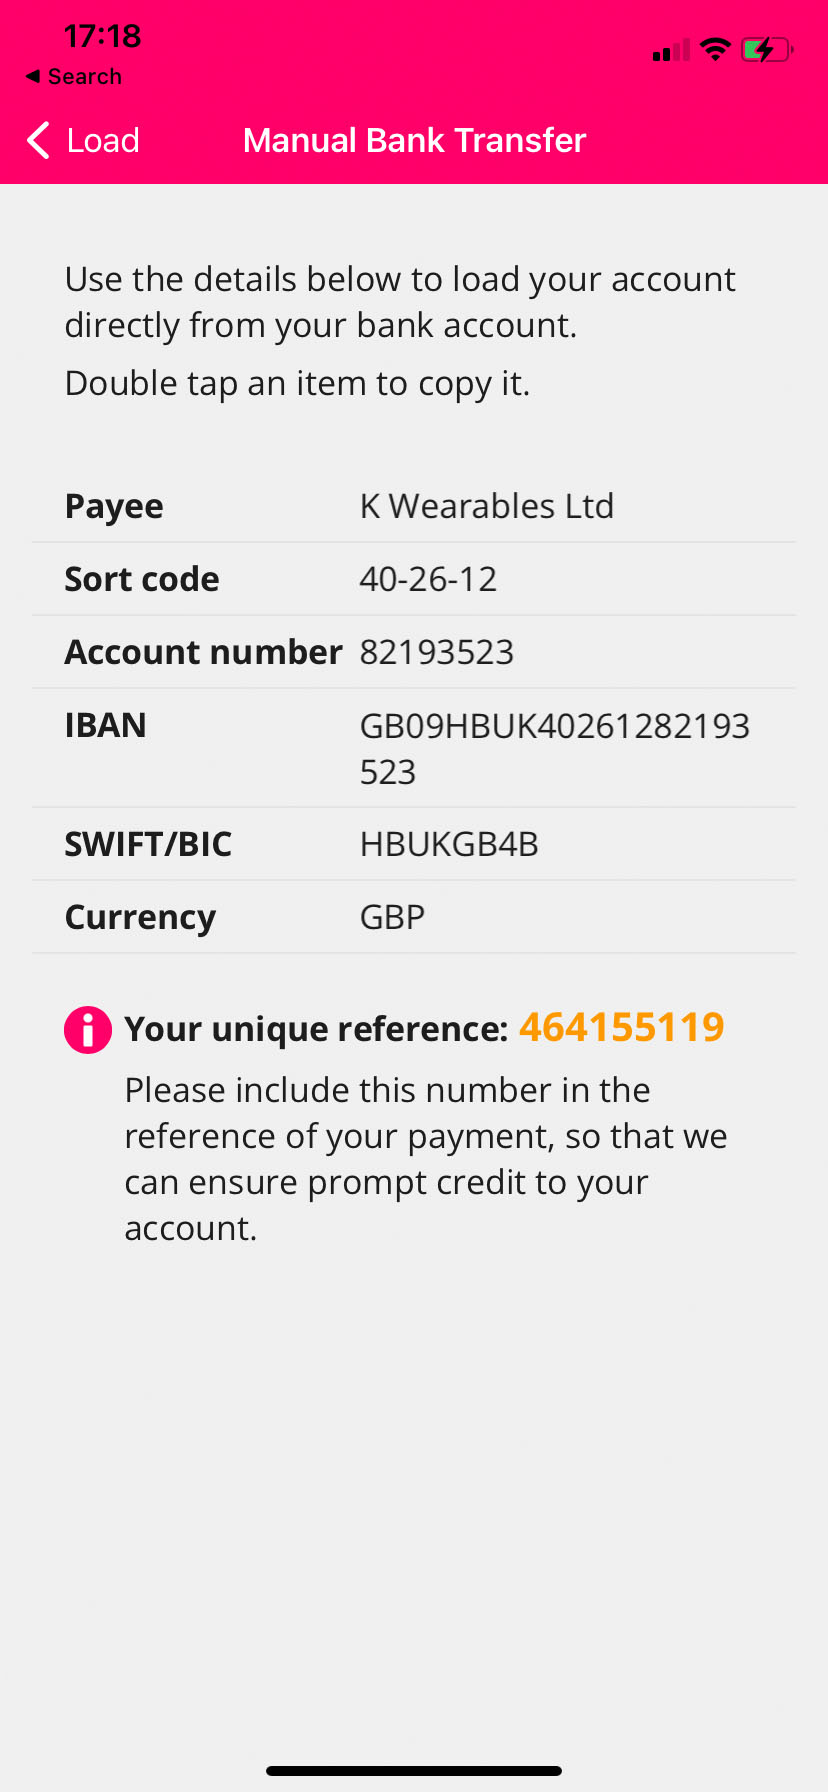 17:18
◀ Search
Load
Manual Bank Transfer
Use the details below to load your account
directly from your bank account.
Double tap an item to copy it.
Payee K Wearables Ltd
Sort code 40-26-12
Account number 82193523
IBAN GB09HBUK40261282193
523
SWIFT/BIC HBUKGB4B
Currency GBP
Your unique reference: 464155119
Please include this number in the
reference of your payment, so that we
can ensure prompt credit to your
account.